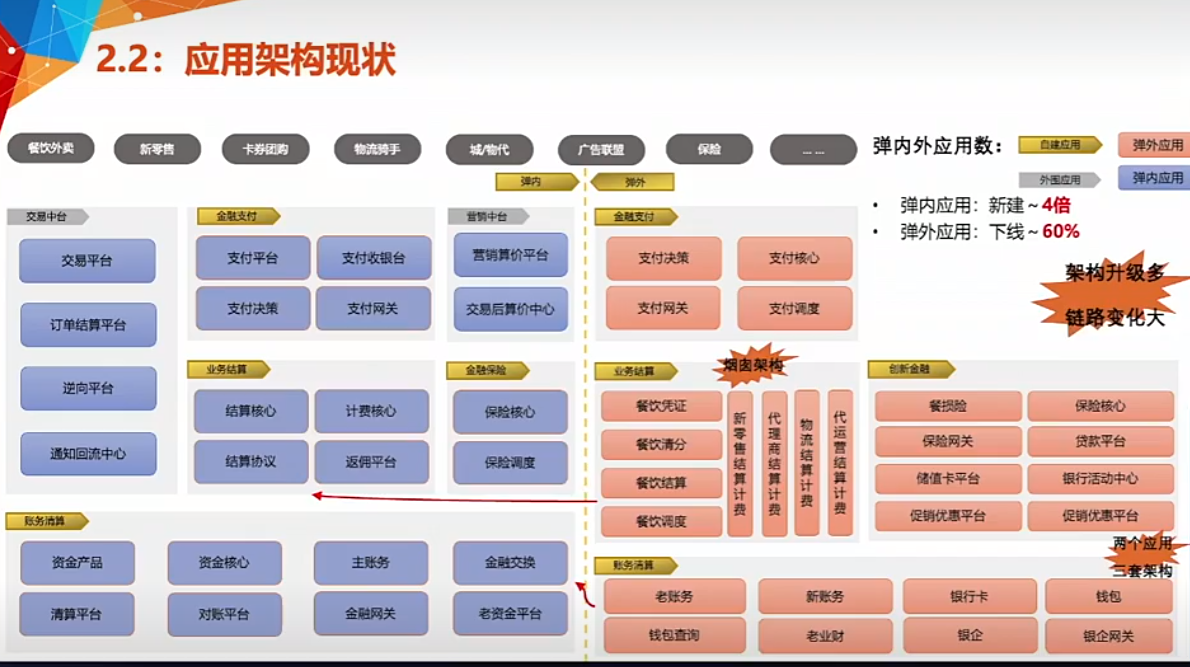 2.2：应用架构现状
餐饮外卖
新零售
卡券团购
物流骑手
城/物代
广告联盟
保险
... ...
弹内外应用数：
自建应用
弹外应用
外围应用
弹内应用
• 弹内应用：新建～4倍
• 弹外应用：下线～60%
架构升级多
链路变化大
弹内
弹外
交易中台
交易平台
订单结算平台
逆向平台
通知回流中心
金融支付
支付平台
支付收银台
支付决策
支付网关
营销中台
营销算价平台
交易后算价中心
业务结算
结算核心
计费核心
结算协议
返佣平台
金融保险
保险核心
保险调度
账务清算
资金产品
资金核心
主账务
金融交换
清算平台
对账平台
金融网关
老资金平台
金融支付
支付决策
支付核心
支付网关
支付调度
业务结算
烟囱架构
餐饮凭证
餐饮清分
餐饮结算
餐饮调度
新零售结算计费
代理商结算计费
物流结算计费
代运营结算计费
创新金融
餐损险
保险核心
保险网关
贷款平台
储值卡平台
银行活动中心
促销优惠平台
促销优惠平台
两个应用
三套架构
账务清算
老账务
新账务
银行卡
钱包
钱包查询
老业财
银企
银企网关